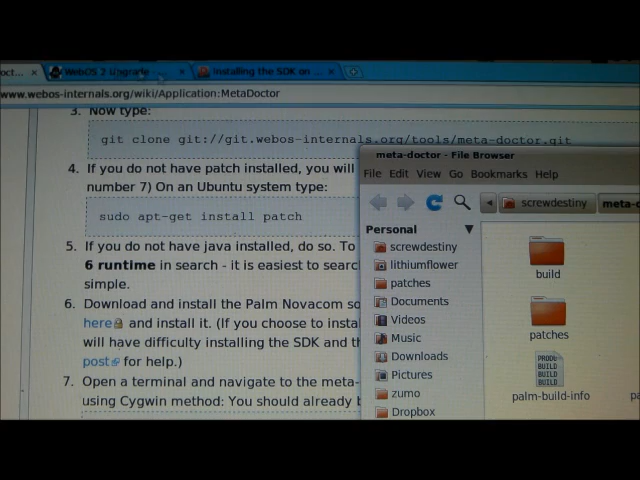 oct...
WebOS 2 Upgrade
Installing the SDK on ...
www.webos-internals.org/wiki/Application:MetaDoctor
3. Now type:
git clone git://git.webos-internals.org/tools/meta-doctor.git
4. If you do not have patch installed, you will
number 7) On an Ubuntu system type:
sudo apt-get install patch
5. If you do not have java installed, do so. To
6 runtime in search - it is easiest to search
simple.
6. Download and install the Palm Novacom so
here and install it. (If you choose to instal
will have difficulty installing the SDK and th
post for help.)
7. Open a terminal and navigate to the meta-
using Cygwin method: You should already b
meta-doctor - File Browser
File Edit View Go Bookmarks Help
screwdestiny
meta-d
Personal
screwdestiny
lithiumflower
patches
Documents
Videos
Music
Downloads
Pictures
zumo
Dropbox
build
patches
BUILD
BUILD
BUILD
palm-build-info
pa